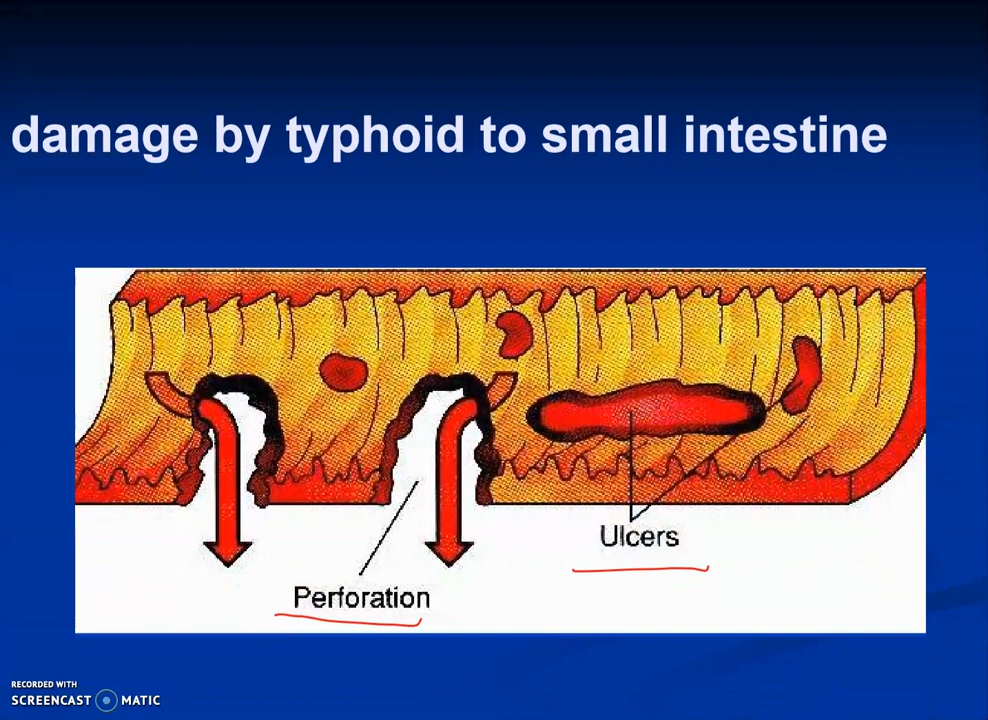 damage by typhoid to small intestine
Ulcers
Perforation
RECORDED WITH
SCREENCAST MATIC